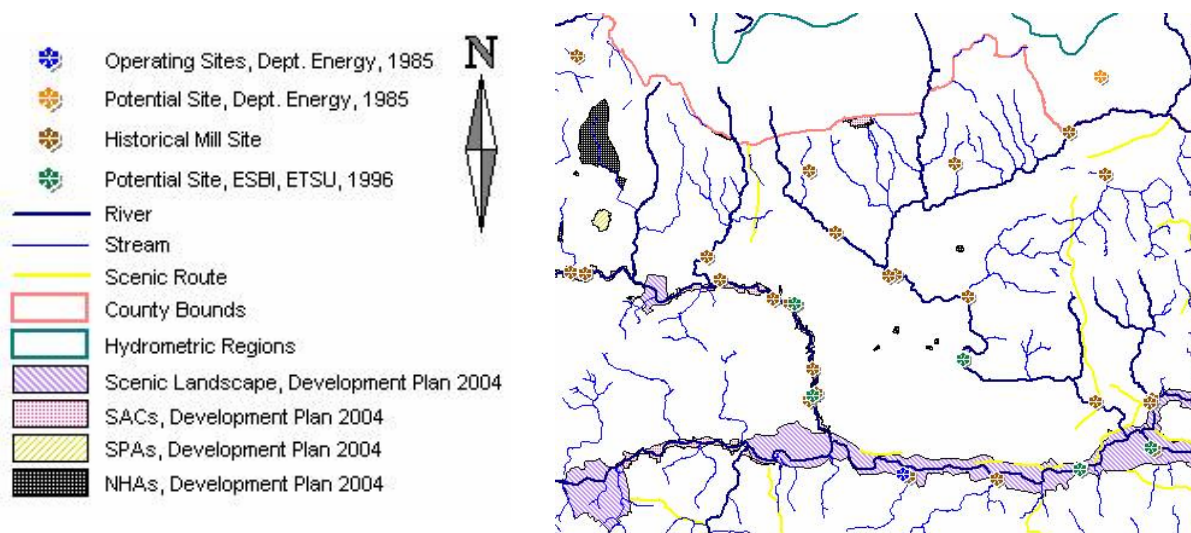 N
Operating Sites, Dept. Energy, 1985
Potential Site, Dept. Energy, 1985
Historical Mill Site
Potential Site, ESBI, ETSU, 1996
River
Stream
Scenic Route
County Bounds
Hydrometric Regions
Scenic Landscape, Development Plan 2004
SACs, Development Plan 2004
SPAs, Development Plan 2004
NHAs, Development Plan 2004